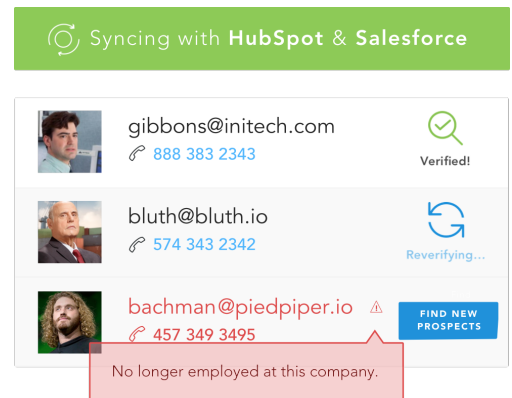 Syncing with HubSpot & Salesforce
gibbons@initech.com
888 383 2343
Verified!
bluth@bluth.io
574 343 2342
Reverifying...
bachman@piedpiper.io
457 349 3495
FIND NEW
PROSPECTS
No longer employed at this company.